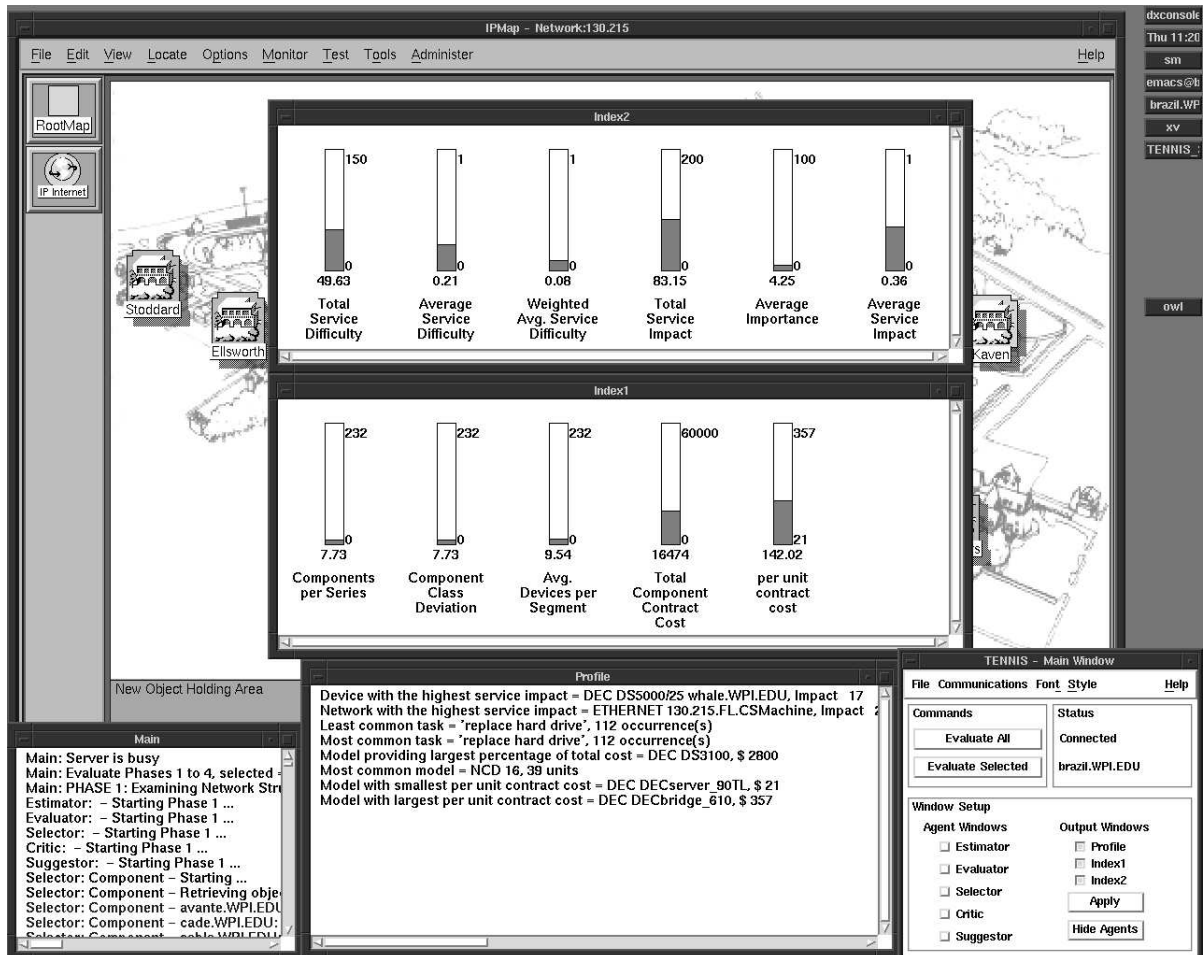 IPMap - Network:130.215
File Edit View Locate Options Monitor Test Tools Administer Help
RootMap
IP Internet
Stoddard
Ellsworth
Kaven
New Object Holding Area
Index2
150 1 1 200 100 1
0 0 0 0 0 0
49.63 0.21 0.08 83.15 4.25 0.36
Total Service Difficulty
Average Service Difficulty
Weighted Avg. Service Difficulty
Total Service Impact
Average Importance
Average Service Impact
Index1
232 232 232 60000 357
0 0 0 0 21
7.73 7.73 9.54 16474 142.02
Components per Series
Component Class Deviation
Avg. Devices per Segment
Total Component Contract Cost
per unit contract cost
Profile
Device with the highest service impact = DEC DS5000/25 whale.WPI.EDU, Impact 17
Network with the highest service impact = ETHERNET 130.215.FL.CSMachine, Impact
Least common task = 'replace hard drive', 112 occurrence(s)
Most common task = 'replace hard drive', 112 occurrence(s)
Model providing largest percentage of total cost = DEC DS3100, $ 2800
Most common model = NCD 16, 39 units
Model with smallest per unit contract cost = DEC DECserver_90TL, $ 21
Model with largest per unit contract cost = DEC DECbridge_610, $ 357
Main
Main: Server is busy
Main: Evaluate Phases 1 to 4, selected =
Main: PHASE 1: Examining Network Stru
Estimator: - Starting Phase 1 ...
Evaluator: - Starting Phase 1 ...
Selector: - Starting Phase 1 ...
Critic: - Starting Phase 1 ...
Suggestor: - Starting Phase 1 ...
Selector: Component - Starting ...
Selector: Component - Retrieving obje
Selector: Component - avante.WPI.EDU
Selector: Component - cade.WPI.EDU:
TENNIS - Main Window
File Communications Font Style Help
Commands
Evaluate All
Evaluate Selected
Status
Connected
brazil.WPI.EDU
Window Setup
Agent Windows
Estimator
Evaluator
Selector
Critic
Suggestor
Output Windows
Profile
Index1
Index2
Apply
Hide Agents
dxconsole
Thu 11:20
sm
emacs@b
brazil.WP
xv
TENNIS_
owl